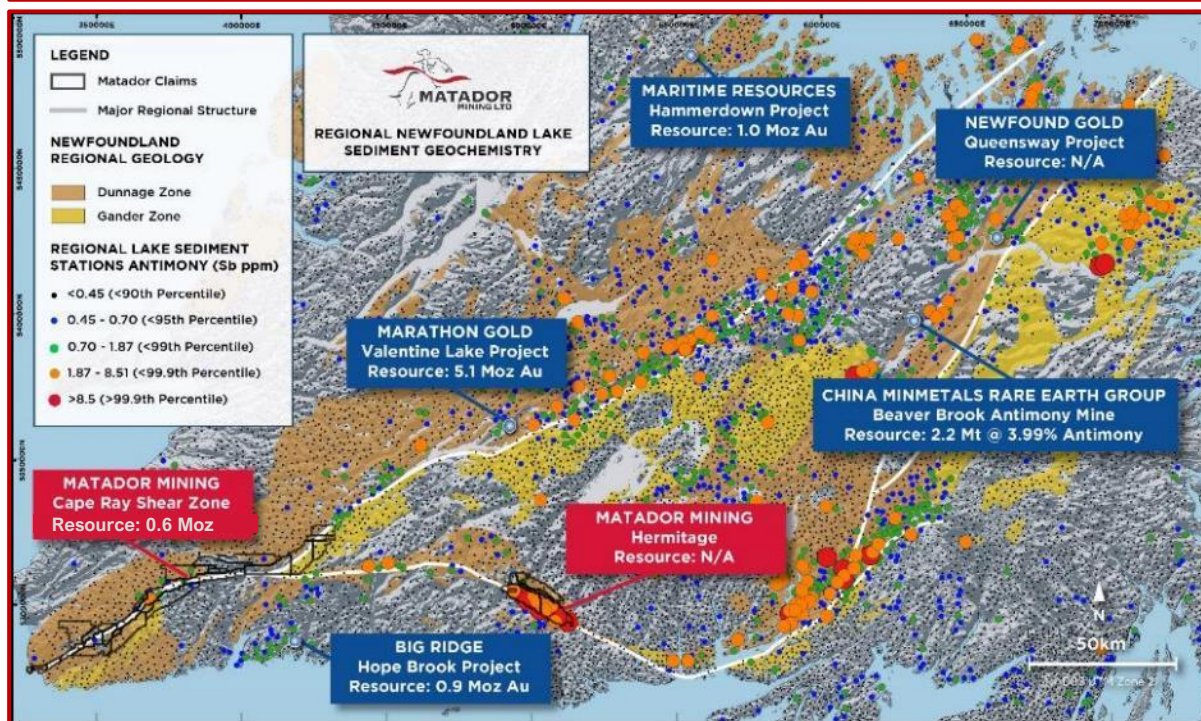 350000E
400000E
600000E
5500000N
5450000N
LEGEND
Matador Claims
Major Regional Structure
NEWFOUNDLAND
REGIONAL GEOLOGY
Dunnage Zone
Gander Zone
REGIONAL LAKE SEDIMENT
STATIONS ANTIMONY (Sb ppm)
<0.45 (<90th Percentile)
0.45 - 0.70 (<95th Percentile)
0.70 - 1.87 (<99th Percentile)
1.87 - 8.51 (<99.9th Percentile)
>8.5 (>99.9th Percentile)
MATADOR
MINING LTD
REGIONAL NEWFOUNDLAND LAKE
SEDIMENT GEOCHEMISTRY
MARITIME RESOURCES
Hammerdown Project
Resource: 1.0 Moz Au
NEWFOUND GOLD
Queensway Project
Resource: N/A
MARATHON GOLD
Valentine Lake Project
Resource: 5.1 Moz Au
CHINA MINMETALS RARE EARTH GROUP
Beaver Brook Antimony Mine
Resource: 2.2 Mt @ 3.99% Antimony
MATADOR MINING
Cape Ray Shear Zone
Resource: 0.6 Moz
MATADOR MINING
Hermitage
Resource: N/A
BIG RIDGE
Hope Brook Project
Resource: 0.9 Moz Au
N
50km